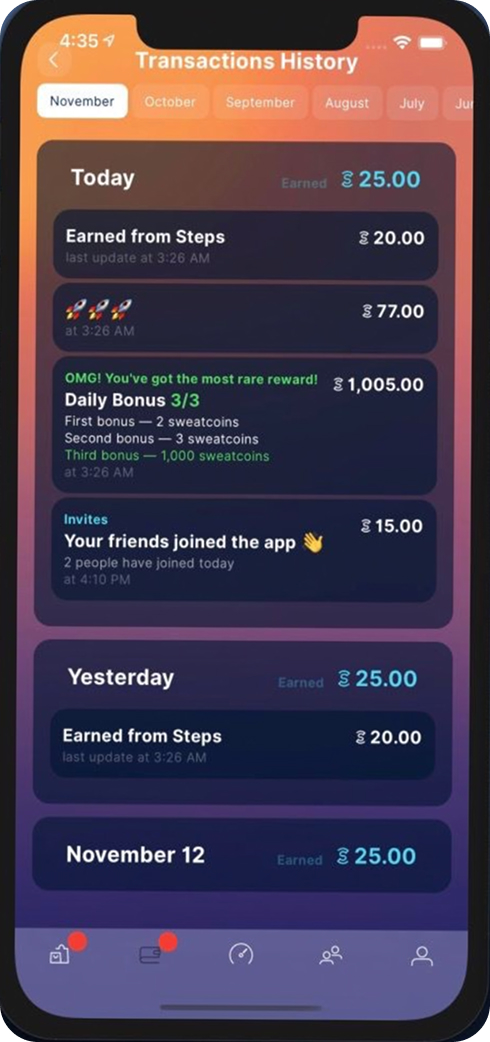 4:35
Transactions History
November October September August July Jun
Today Earned 25.00
Earned from Steps 20.00
last update at 3:26 AM
🚀🚀🚀 77.00
at 3:26 AM
OMG! You've got the most rare reward! 1,005.00
Daily Bonus 3/3
First bonus — 2 sweatcoins
Second bonus — 3 sweatcoins
Third bonus — 1,000 sweatcoins
at 3:26 AM
Invites 15.00
Your friends joined the app 👋
2 people have joined today
at 4:10 PM
Yesterday Earned 25.00
Earned from Steps 20.00
last update at 3:26 AM
November 12 Earned 25.00